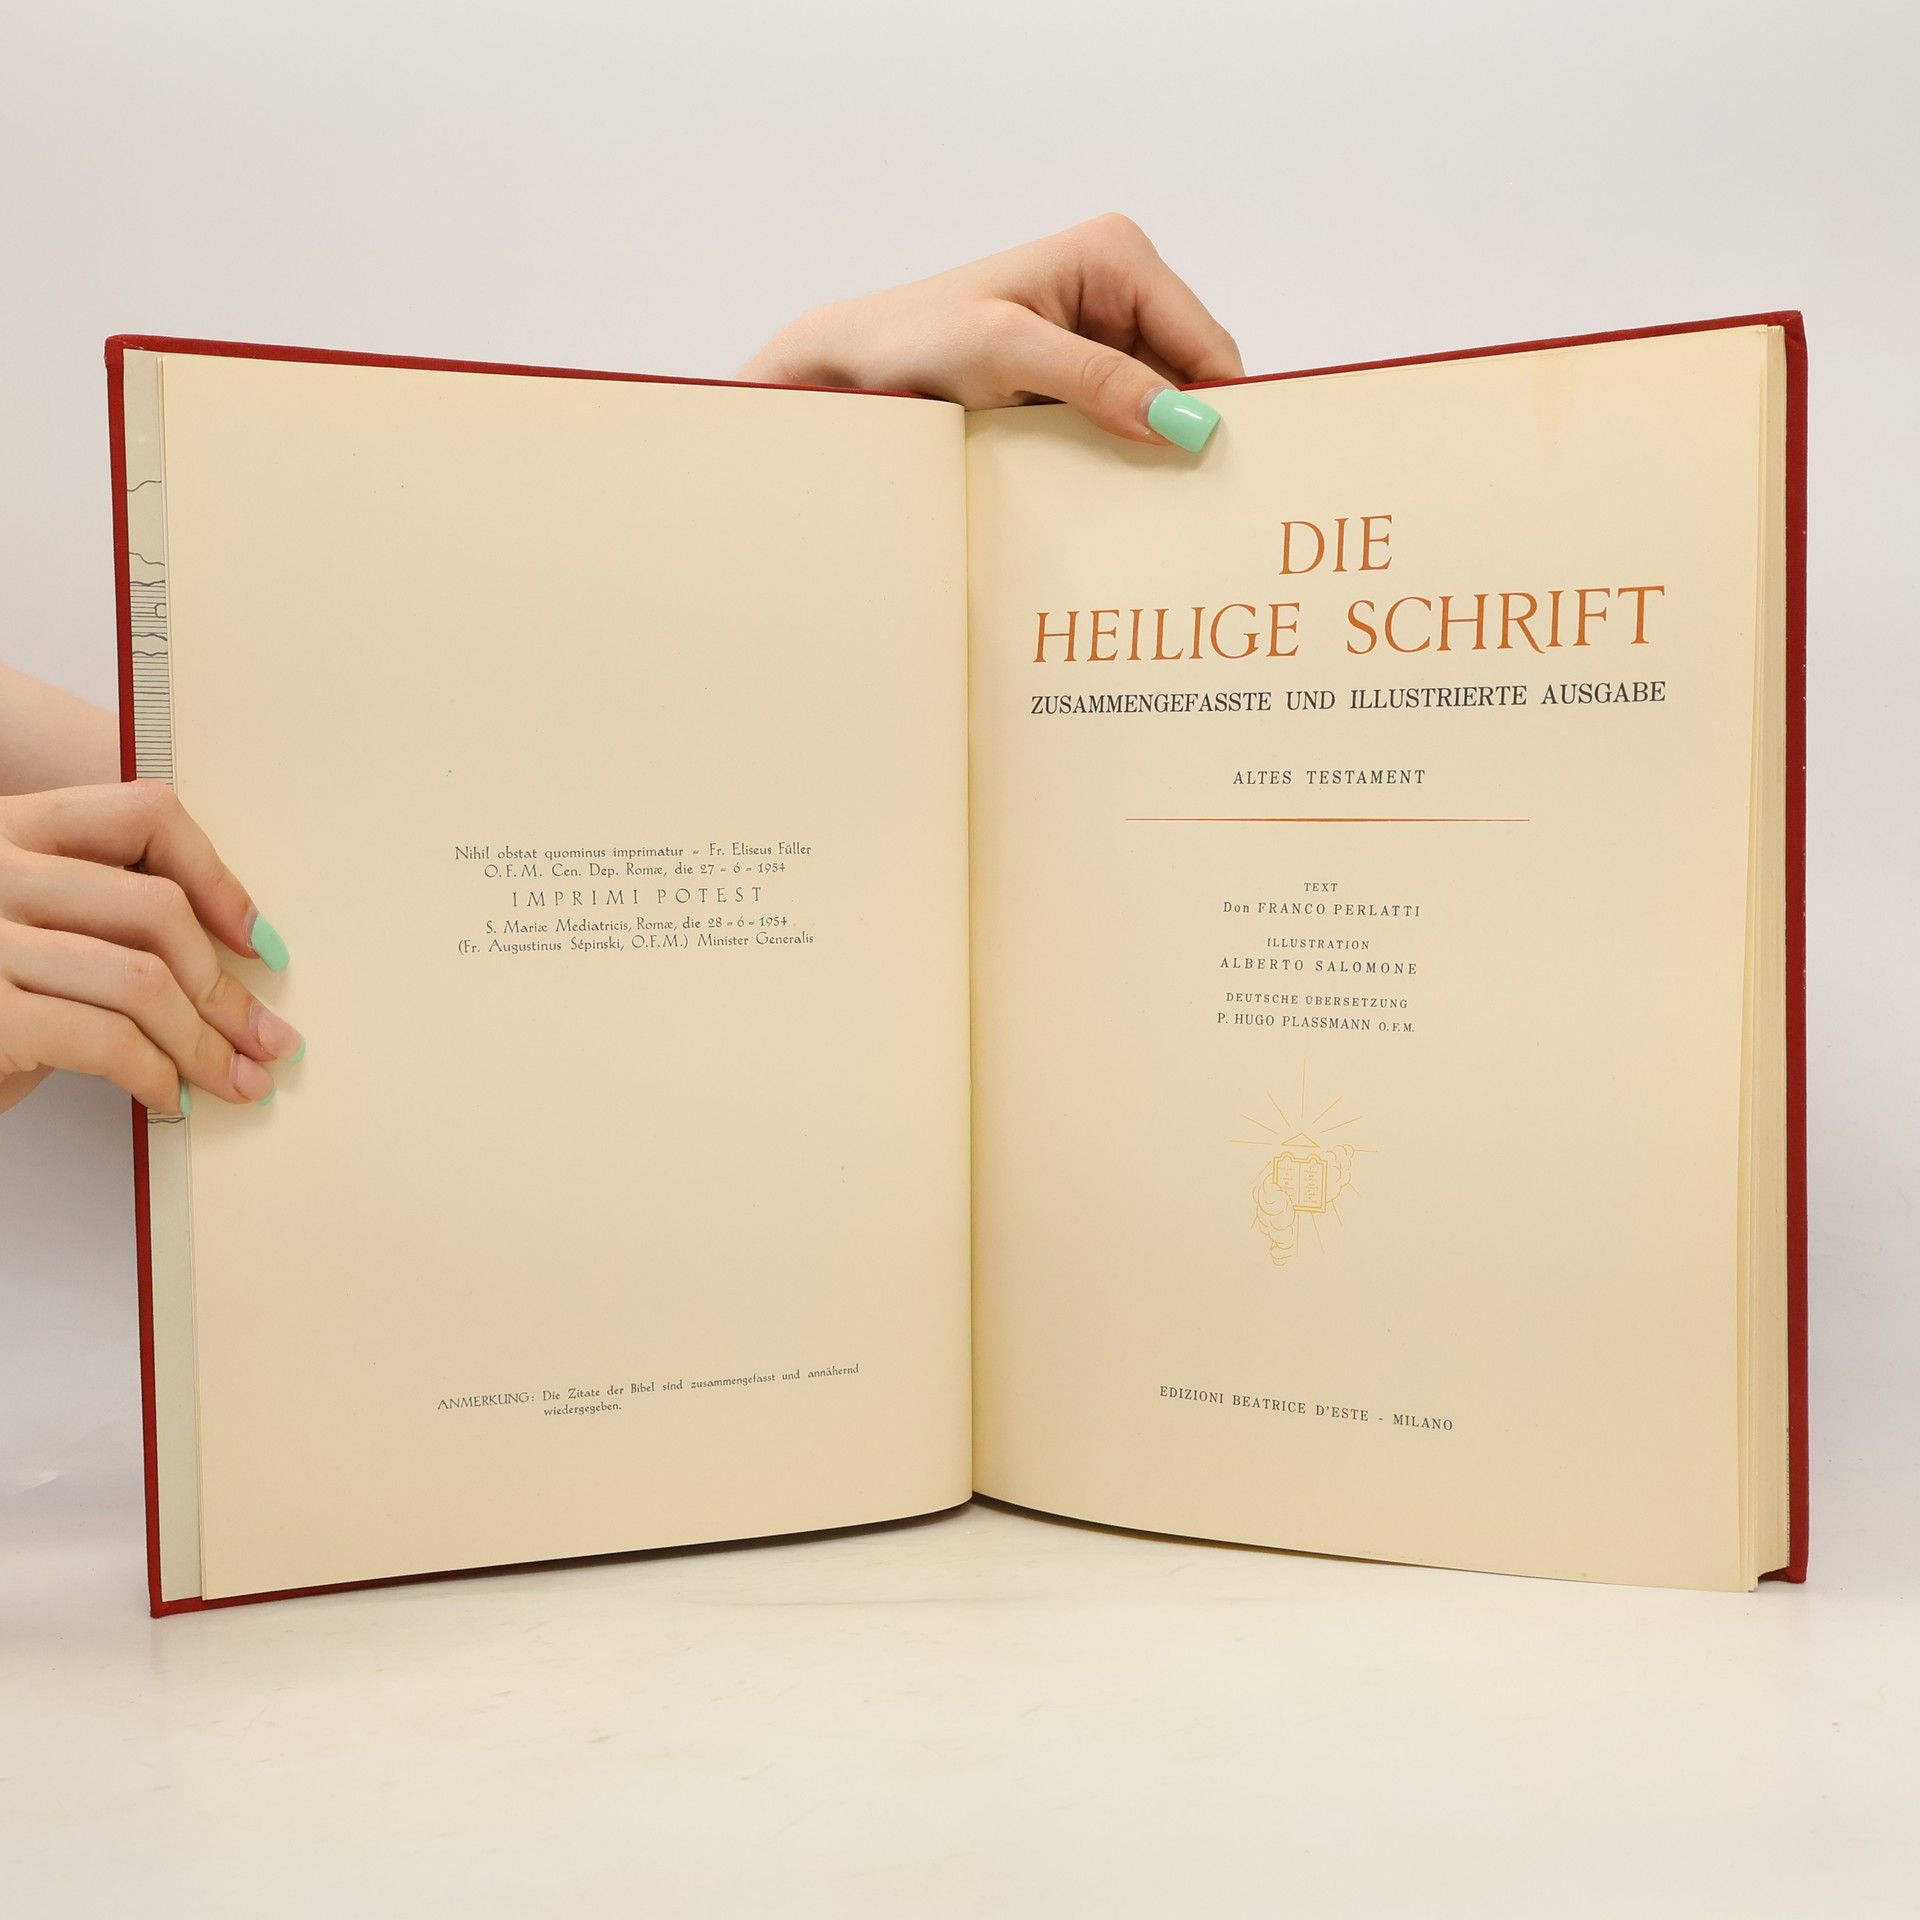 Nihil obstat quominus imprimatur - Fr. Eliseus Füller
O. F. M. Cen. Dep. Romæ, die 27 - 6 - 1954
IMPRIMI POTEST
S. Mariæ Mediatricis, Romæ, die 28 - 6 - 1954
(Fr. Augustinus Sépinski, O.F.M.) Minister Generalis
ANMERKUNG: Die Zitate der Bibel sind zusammengefasst und annähernd
wiedergegeben.
DIE
HEILIGE SCHRIFT
ZUSAMMENGEFASSTE UND ILLUSTRIERTE AUSGABE
ALTES TESTAMENT
TEXT
Don FRANCO PERLATTI
ILLUSTRATION
ALBERTO SALOMONE
DEUTSCHE ÜBERSETZUNG
P. HUGO PLASSMANN O.F.M.
EDIZIONI BEATRICE D'ESTE - MILANO